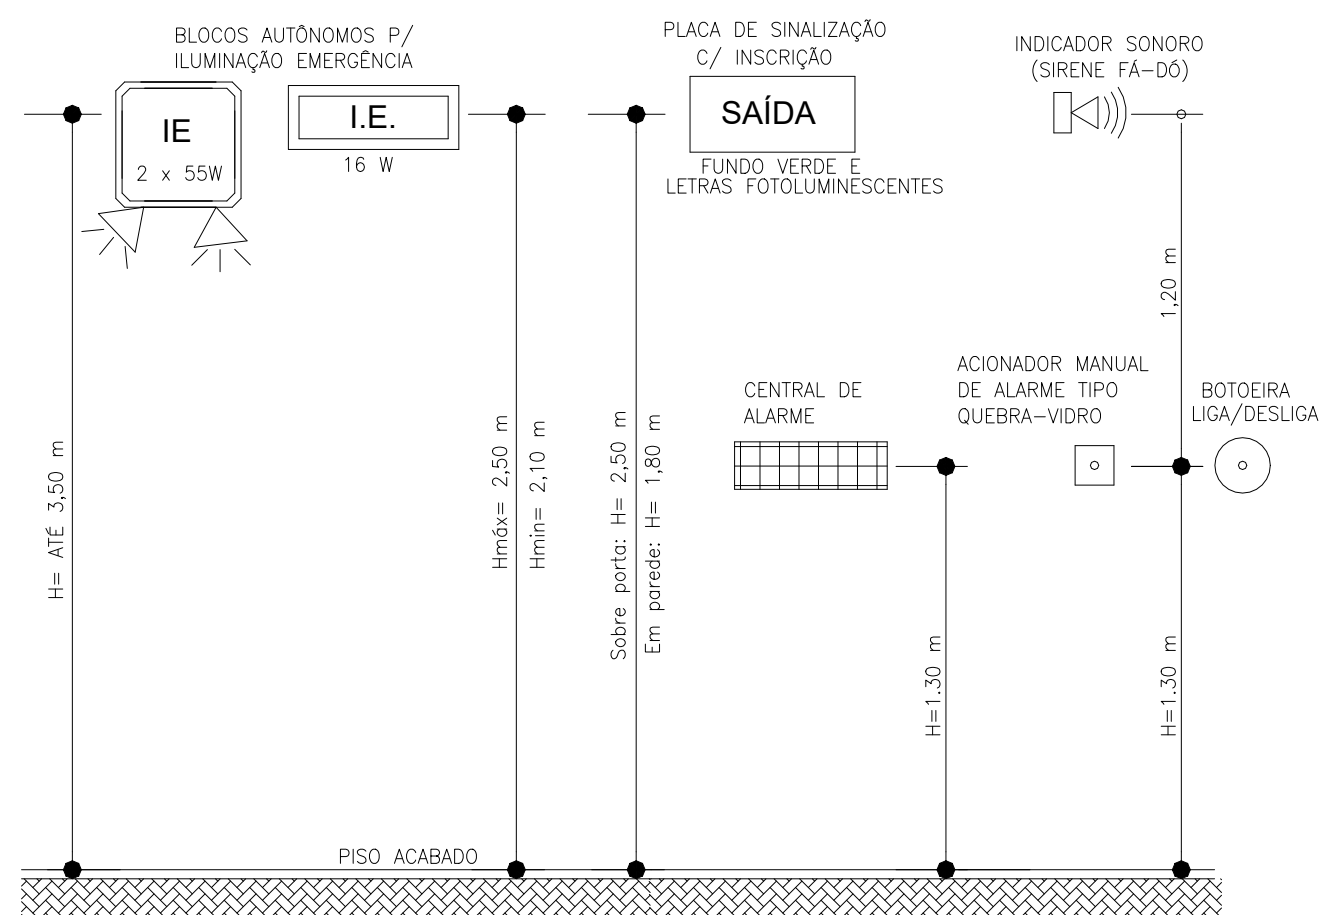 BLOCOS AUTÔNOMOS P/
ILUMINAÇÃO EMERGÊNCIA
IE
2 x 55W
I.E.
16 W
PLACA DE SINALIZAÇÃO
C/ INSCRIÇÃO
SAÍDA
FUNDO VERDE E
LETRAS FOTOLUMINESCENTES
INDICADOR SONORO
(SIRENE FÁ-DÓ)
1,20 m
CENTRAL DE
ALARME
ACIONADOR MANUAL
DE ALARME TIPO
QUEBRA-VIDRO
BOTOEIRA
LIGA/DESLIGA
H= ATÉ 3,50 m
Hmáx= 2,50 m
Hmin= 2,10 m
Sobre porta: H= 2,50 m
Em parede: H= 1,80 m
H=1.30 m
H=1.30 m
PISO ACABADO